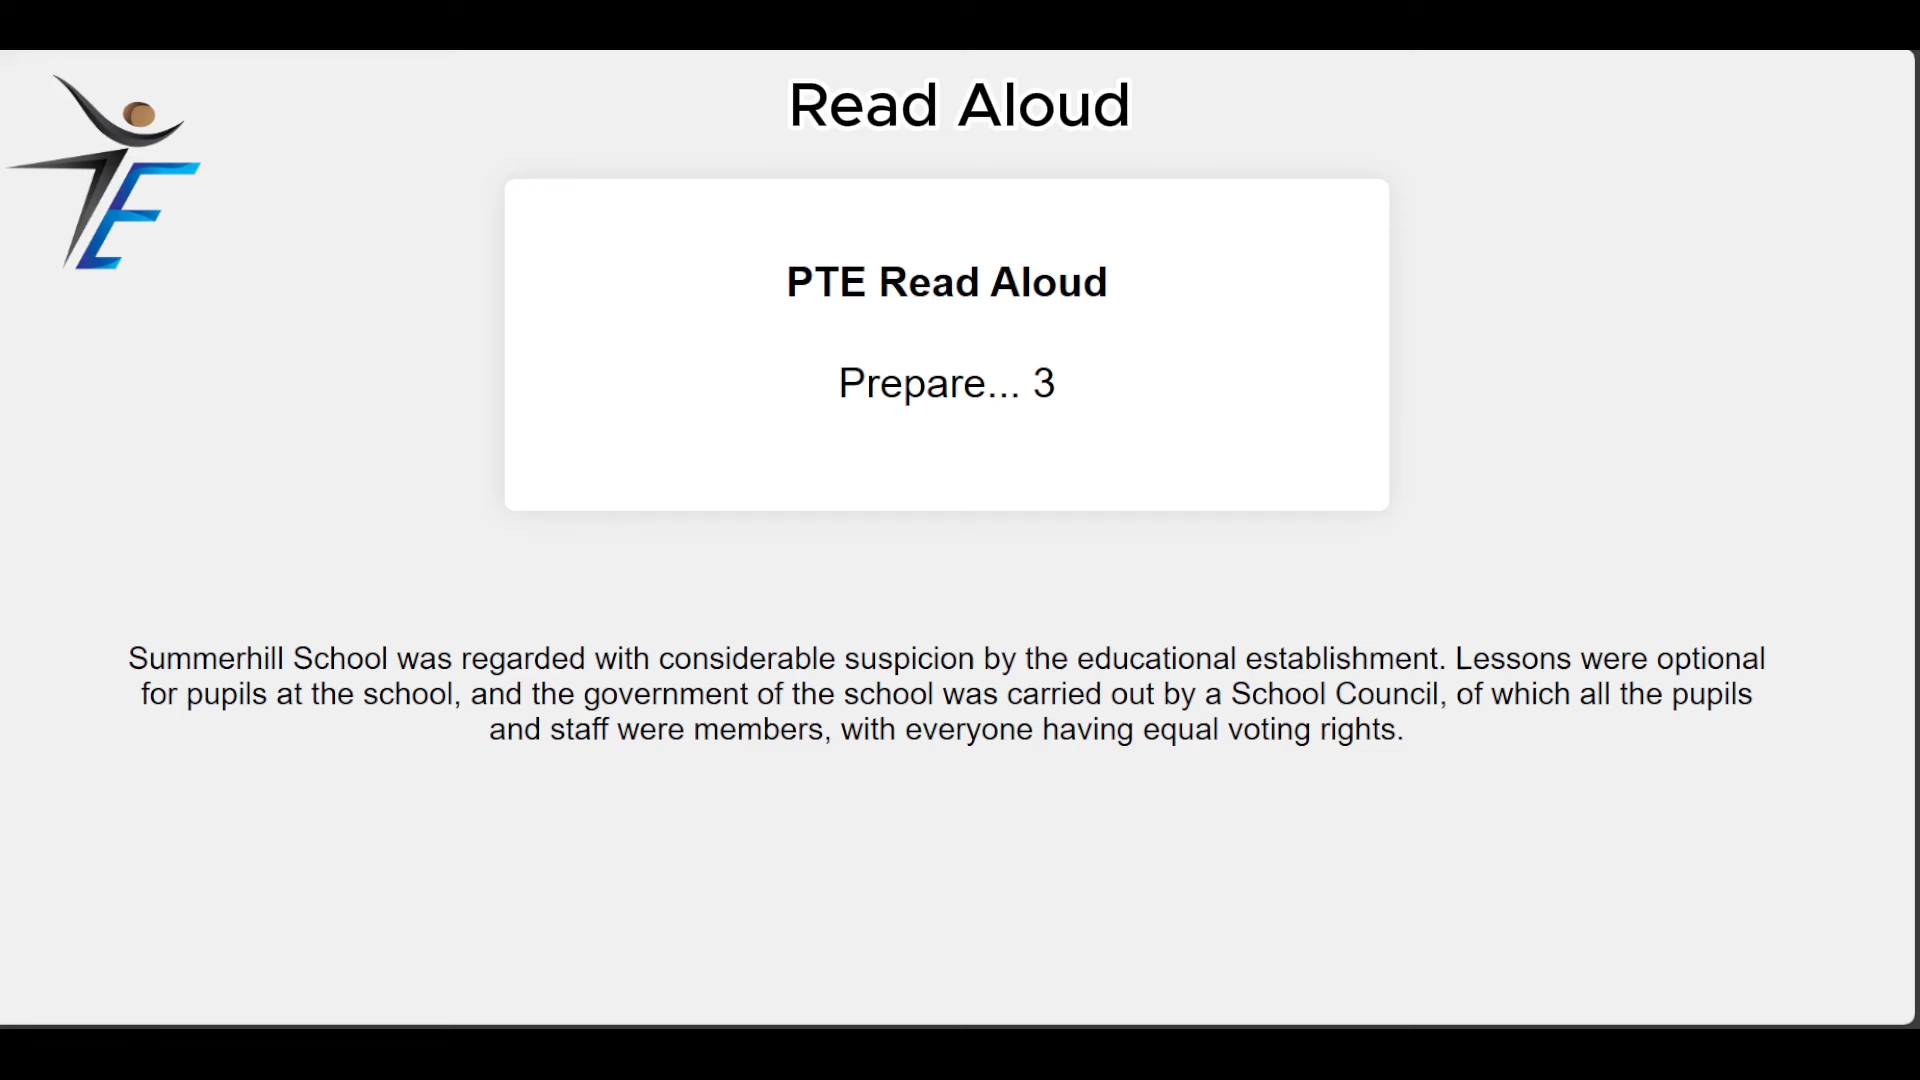 Read Aloud
PTE Read Aloud
Prepare... 3
Summerhill School was regarded with considerable suspicion by the educational establishment. Lessons were optional
for pupils at the school, and the government of the school was carried out by a School Council, of which all the pupils
and staff were members, with everyone having equal voting rights.